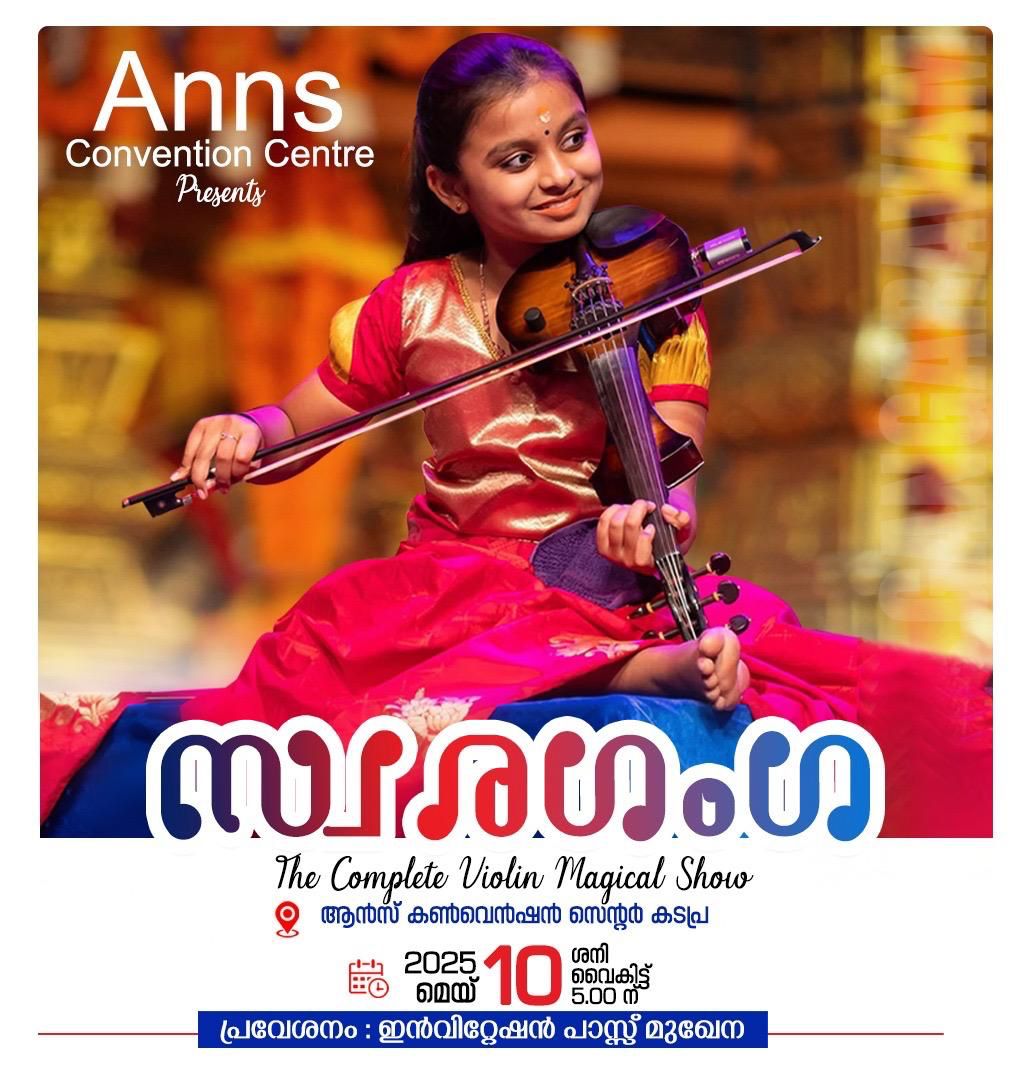 Anns
Convention Centre
Presents
സ്വരഗംഗ
The Complete Violin Magical Show
ആൻസ് കൺവെൻഷൻ സെന്റർ കടപ്ര
2025
മെയ്
10
ശനി
വൈകിട്ട്
5.00 ന്
പ്രവേശനം : ഇൻവിറ്റേഷൻ പാസ്സ് മുഖേന